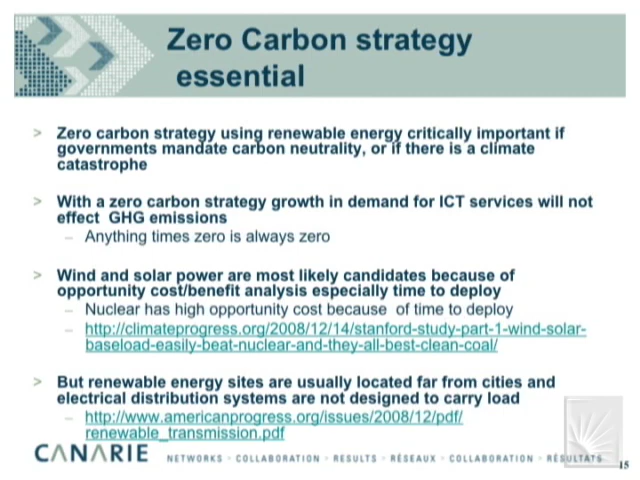 Zero Carbon strategy
essential
> Zero carbon strategy using renewable energy critically important if
governments mandate carbon neutrality, or if there is a climate
catastrophe
> With a zero carbon strategy growth in demand for ICT services will not
effect GHG emissions
– Anything times zero is always zero
> Wind and solar power are most likely candidates because of
opportunity cost/benefit analysis especially time to deploy
– Nuclear has high opportunity cost because of time to deploy
– http://climateprogress.org/2008/12/14/stanford-study-part-1-wind-solar-
baseload-easily-beat-nuclear-and-they-all-best-clean-coal/
> But renewable energy sites are usually located far from cities and
electrical distribution systems are not designed to carry load
– http://www.americanprogress.org/issues/2008/12/pdf/
renewable_transmission.pdf
CANARIE NETWORKS · COLLABORATION · RESULTS · RÉSEAUX · COLLABORATION · RÉSULTATS
15